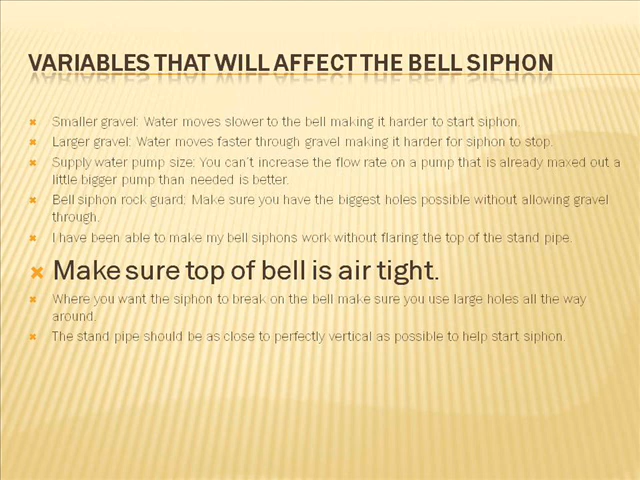 VARIABLES THAT WILL AFFECT THE BELL SIPHON
Smaller gravel: Water moves slower to the bell making it harder to start siphon.
Larger gravel: Water moves faster through gravel making it harder for siphon to stop.
Supply water pump size: You can't increase the flow rate on a pump that is already maxed out a
little bigger pump than needed is better.
Bell siphon rock guard: Make sure you have the biggest holes possible without allowing gravel
through.
I have been able to make my bell siphons work without flaring the top of the stand pipe.
Make sure top of bell is air tight.
Where you want the siphon to break on the bell make sure you use large holes all the way
around.
The stand pipe should be as close to perfectly vertical as possible to help start siphon.